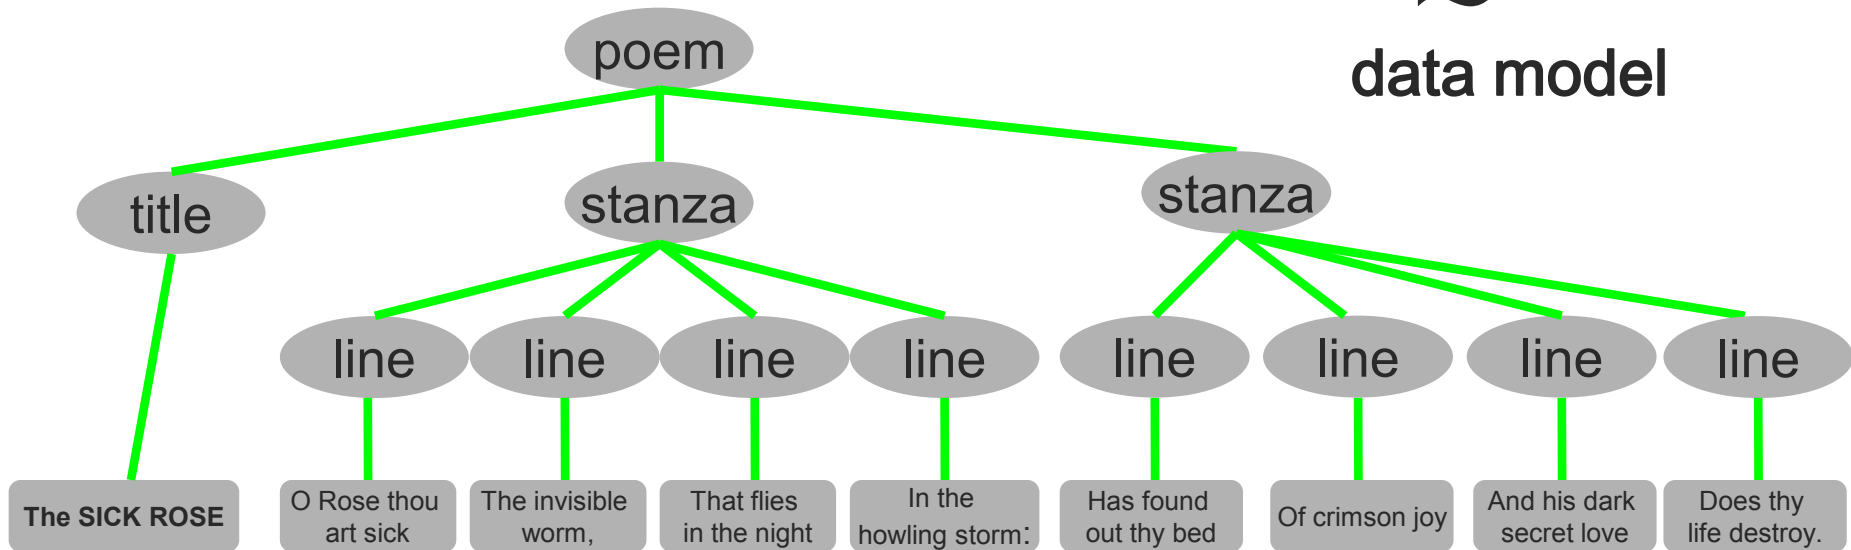 poem
data model
title
stanza
stanza
line
line
line
line
line
line
line
line
The SICK ROSE
O Rose thou
art sick
The invisible
worm,
That flies
in the night
In the
howling storm:
Has found
out thy bed
Of crimson joy
And his dark
secret love
Does thy
life destroy.